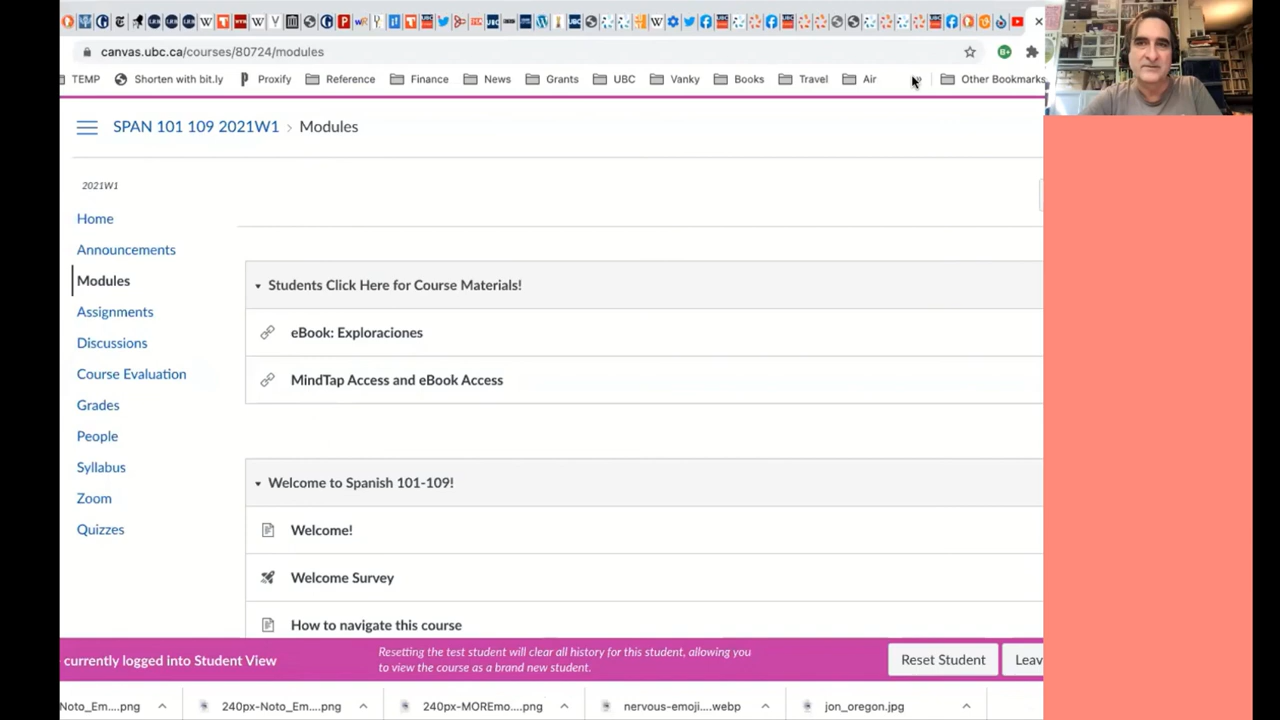 canvas.ubc.ca/courses/80724/modules
TEMP Shorten with bit.ly Proxify Reference Finance News Grants UBC Vanky Books Travel Air Other Bookmarks
SPAN 101 109 2021W1 › Modules
2021W1
Home
Announcements
Modules
Assignments
Discussions
Course Evaluation
Grades
People
Syllabus
Zoom
Quizzes
Students Click Here for Course Materials!
eBook: Exploraciones
MindTap Access and eBook Access
Welcome to Spanish 101-109!
Welcome!
Welcome Survey
How to navigate this course
currently logged into Student View
Resetting the test student will clear all history for this student, allowing you
to view the course as a brand new student.
Reset Student
Leav
Noto_Em....png 240px-Noto_Em....png 240px-MOREmo....png nervous-emoji....webp jon_oregon.jpg